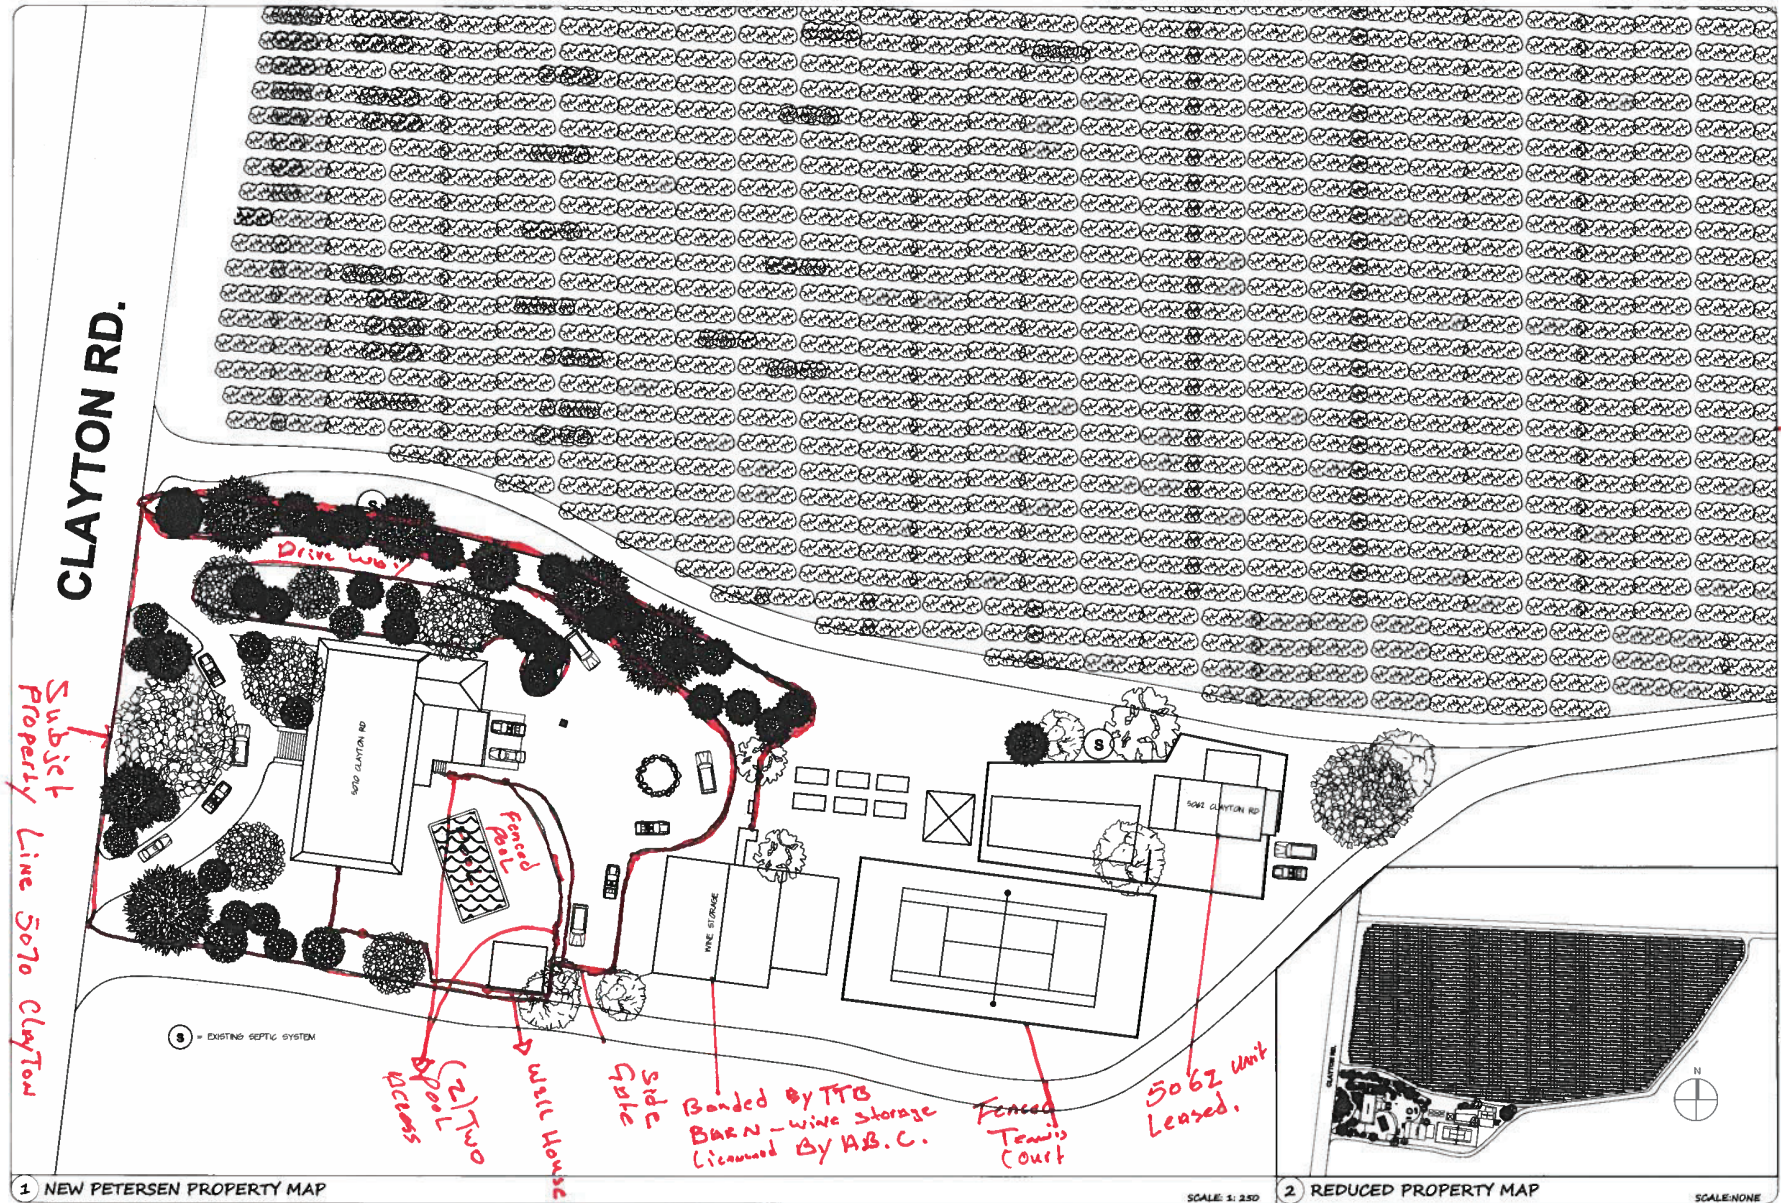 CLAYTON RD.
S
Drive way
Subject
Property Line 5070 Clayton
5070 CLAYTON RD
Fenced
Pool
WINE STORAGE
S
5062 CLAYTON RD
S = EXISTING SEPTIC SYSTEM
(2) Two
Pool
Access
Well House
Side
Gate
Bonded By TTB
BARN - wine storage
Licensed By A.B.C.
Fenced
Tennis
Court
5062 unit
Leased.
CLAYTON RD.
N
1 NEW PETERSEN PROPERTY MAP
SCALE: 1:250
2 REDUCED PROPERTY MAP
SCALE:NONE